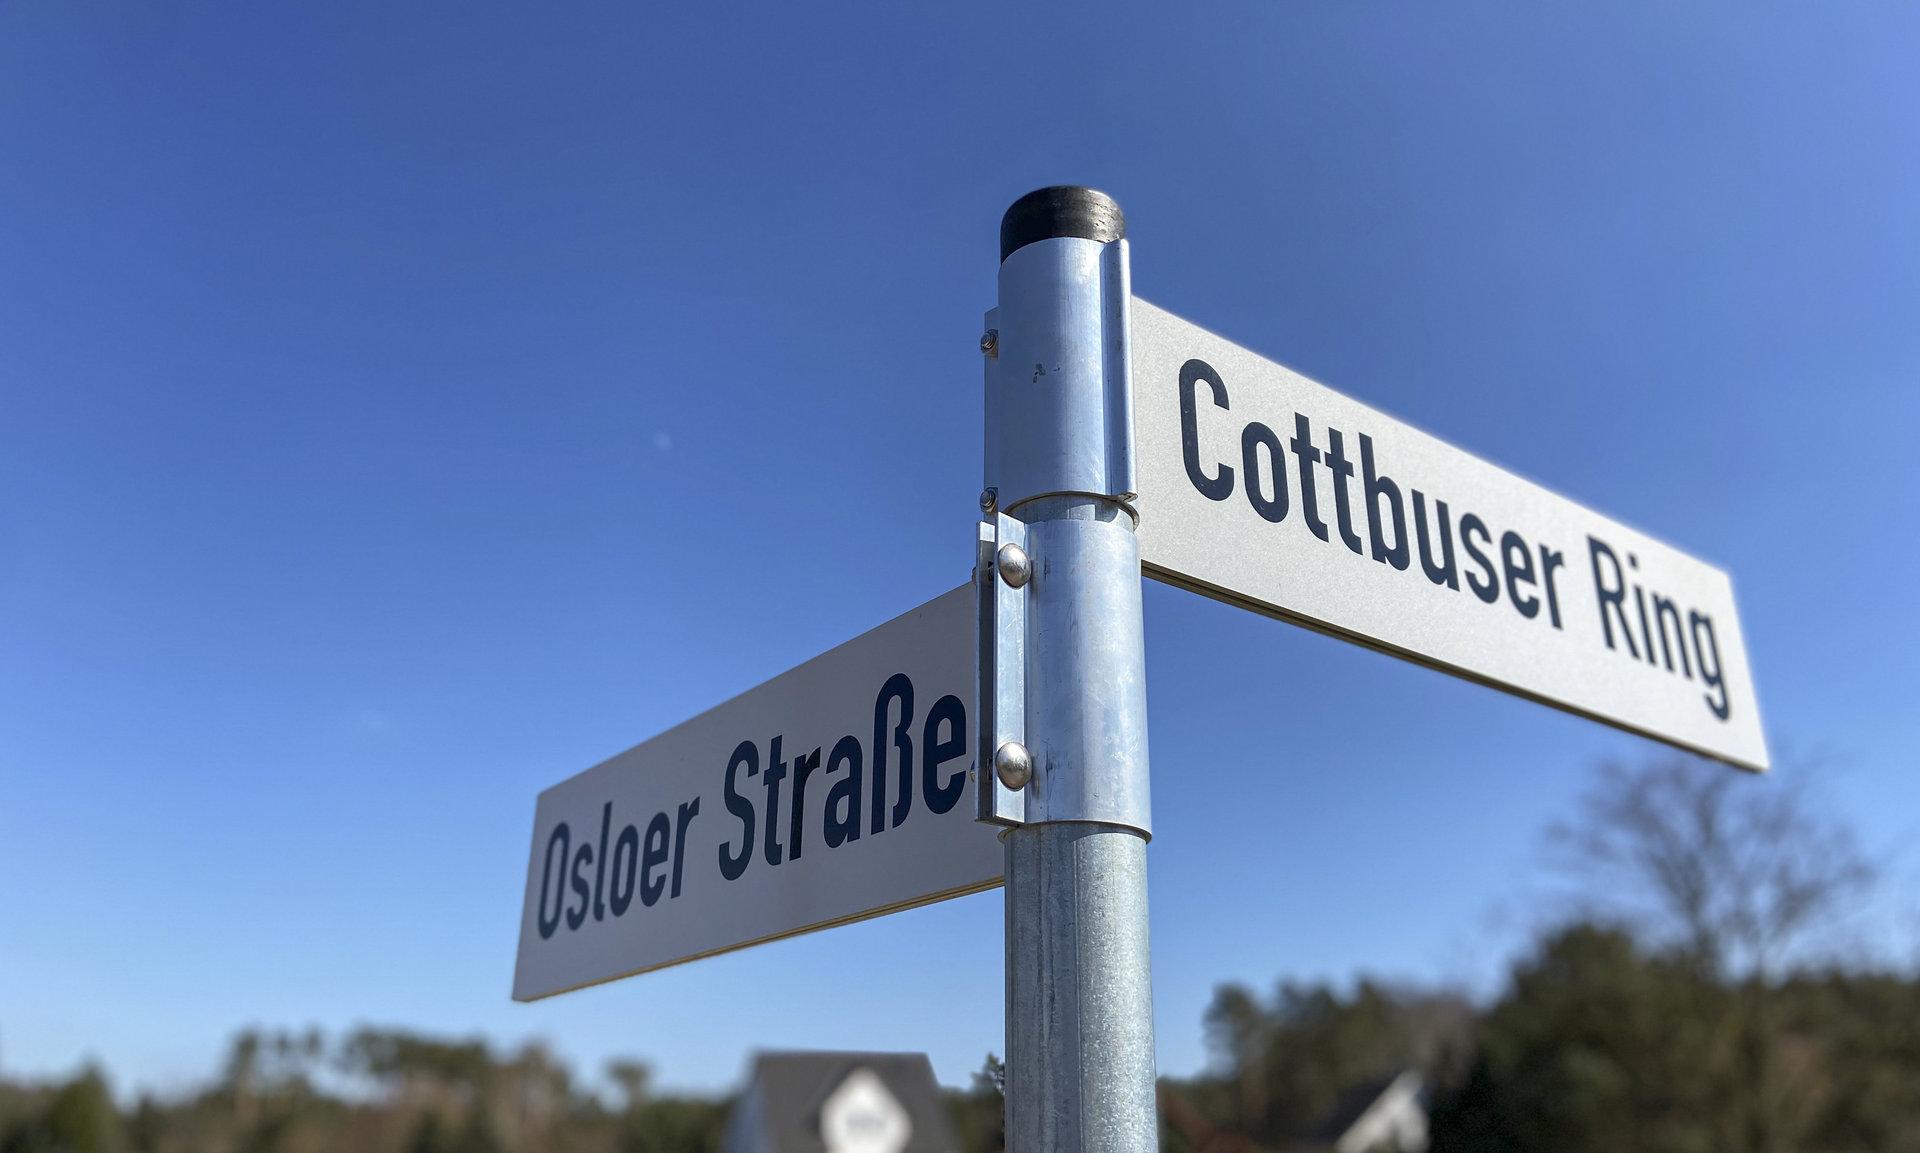 Cottbuser Ring
Osloer Straße